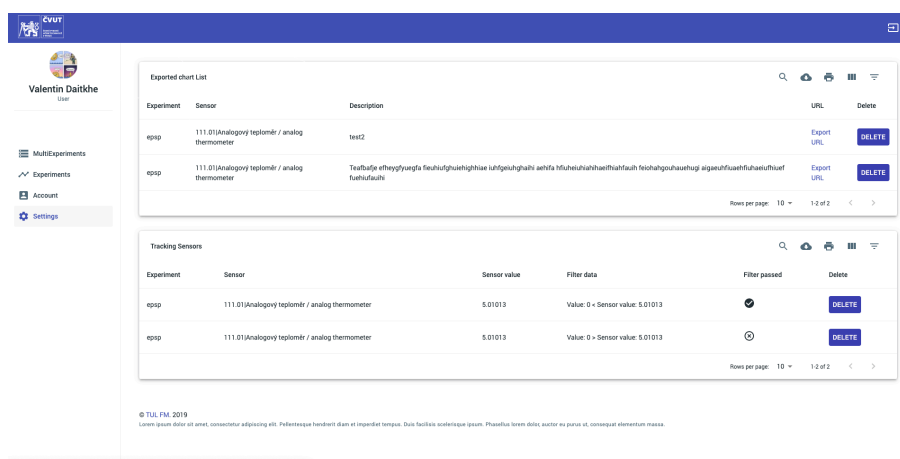 ČVUT
Valentin Daitkhe
User
MultiExperiments
Experiments
Account
Settings
Exported chart List
Experiment Sensor Description URL Delete
epsp 111.01|Analogový teploměr / analog thermometer test2 Export URL DELETE
epsp 111.01|Analogový teploměr / analog thermometer Teafbafje efheygfyuegfa fieuhiufghuiehighhiae iuhfgeiuhghaihi aehifa hfiuheiuhiahihaeifhiahfauih feiohahgouhauehugi aigaeuhfiuaehfiuhaeiufhiuef fuehiufauihi Export URL DELETE
Rows per page: 10 1-2 of 2
Tracking Sensors
Experiment Sensor Sensor value Filter data Filter passed Delete
epsp 111.01|Analogový teploměr / analog thermometer 5.01013 Value: 0 < Sensor value: 5.01013 DELETE
epsp 111.01|Analogový teploměr / analog thermometer 5.01013 Value: 0 > Sensor value: 5.01013 DELETE
Rows per page: 10 1-2 of 2
© TUL FM. 2019
Lorem ipsum dolor sit amet, consectetur adipiscing elit. Pellentesque hendrerit diam et imperdiet tempus. Duis facilisis scelerisque ipsum. Phasellus lorem dolor, auctor eu purus ut, consequat elementum massa.